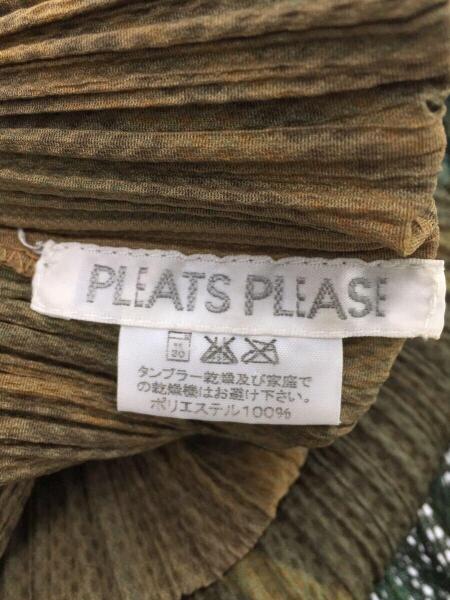 PLEATS PLEASE
30
タンブラー乾燥及び家庭で
の乾燥機はお避け下さい。
ポリエステル100%